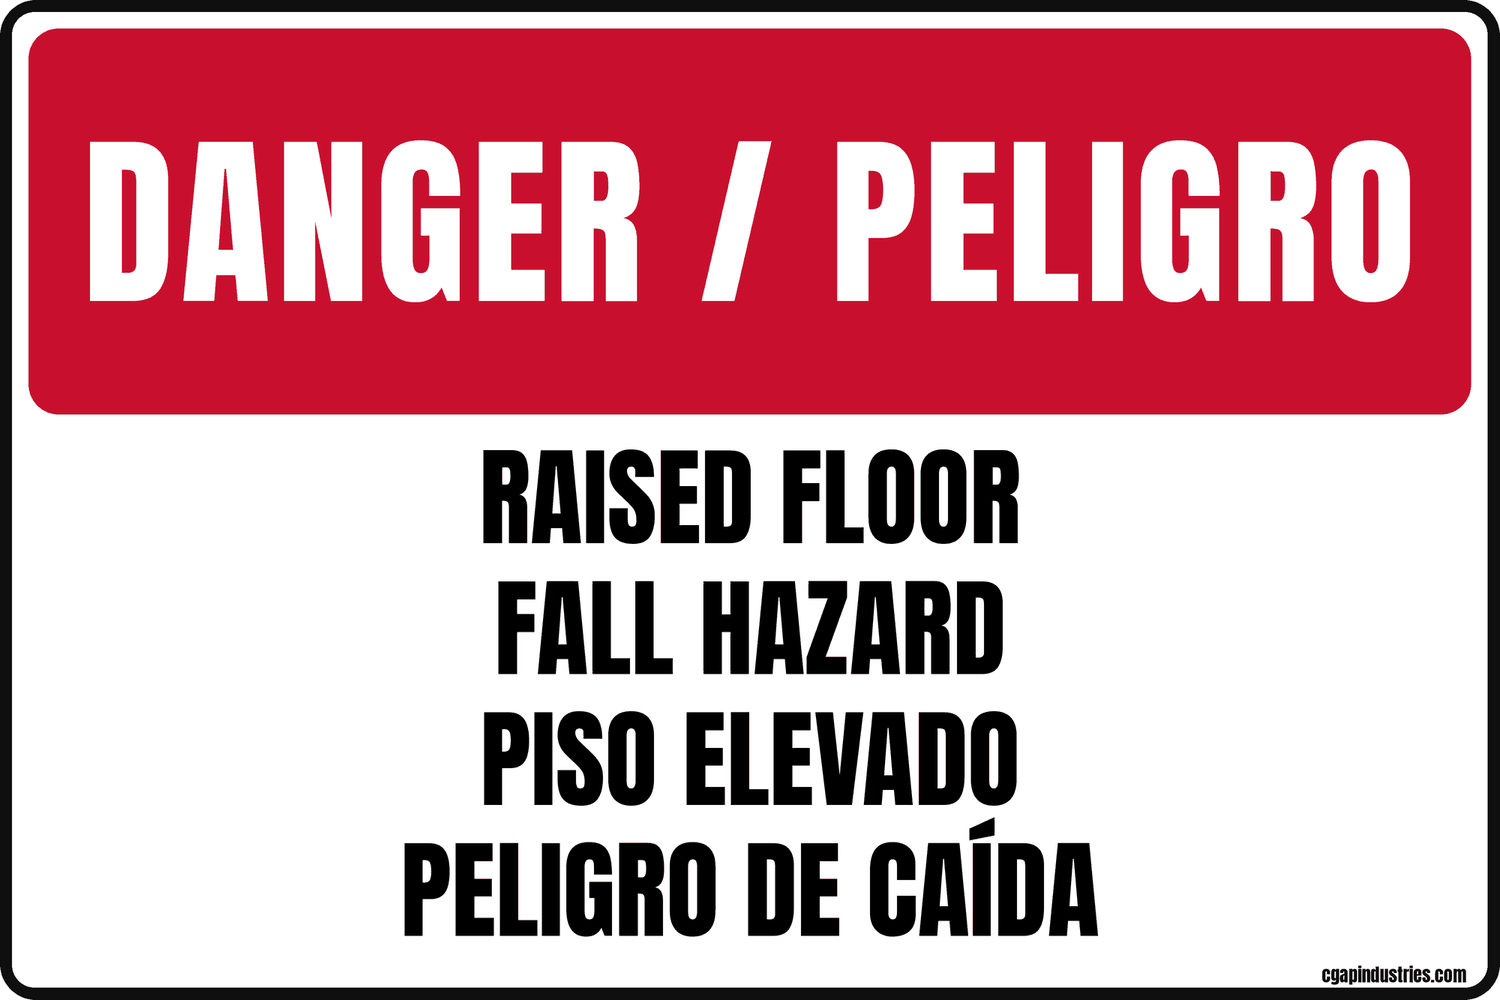 DANGER / PELIGRO
RAISED FLOOR
FALL HAZARD
PISO ELEVADO
PELIGRO DE CAÍDA
cgapindustries.com